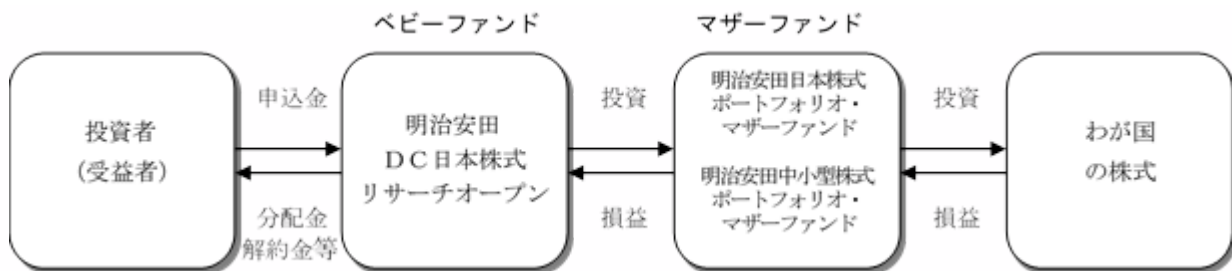 ベビーファンド
マザーファンド
投資者
(受益者)
申込金
分配金
解約金等
明治安田
ＤＣ日本株式
リサーチオープン
投資
損益
明治安田日本株式
ポートフォリオ・
マザーファンド
明治安田中小型株式
ポートフォリオ・
マザーファンド
投資
損益
わが国
の株式